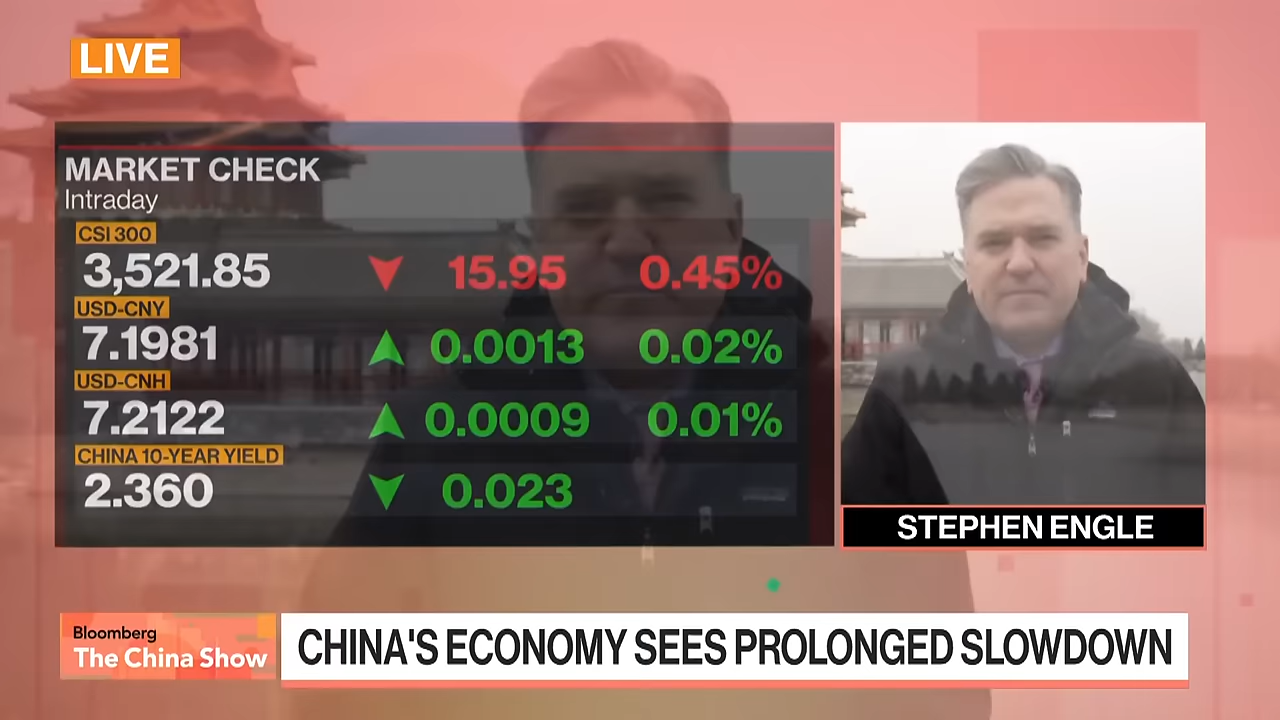 LIVE
MARKET CHECK
Intraday
CSI 300
3,521.85 ▼ 15.95 0.45%
USD-CNY
7.1981 ▲ 0.0013 0.02%
USD-CNH
7.2122 ▲ 0.0009 0.01%
CHINA 10-YEAR YIELD
2.360 ▼ 0.023
STEPHEN ENGLE
Bloomberg
The China Show
CHINA'S ECONOMY SEES PROLONGED SLOWDOWN